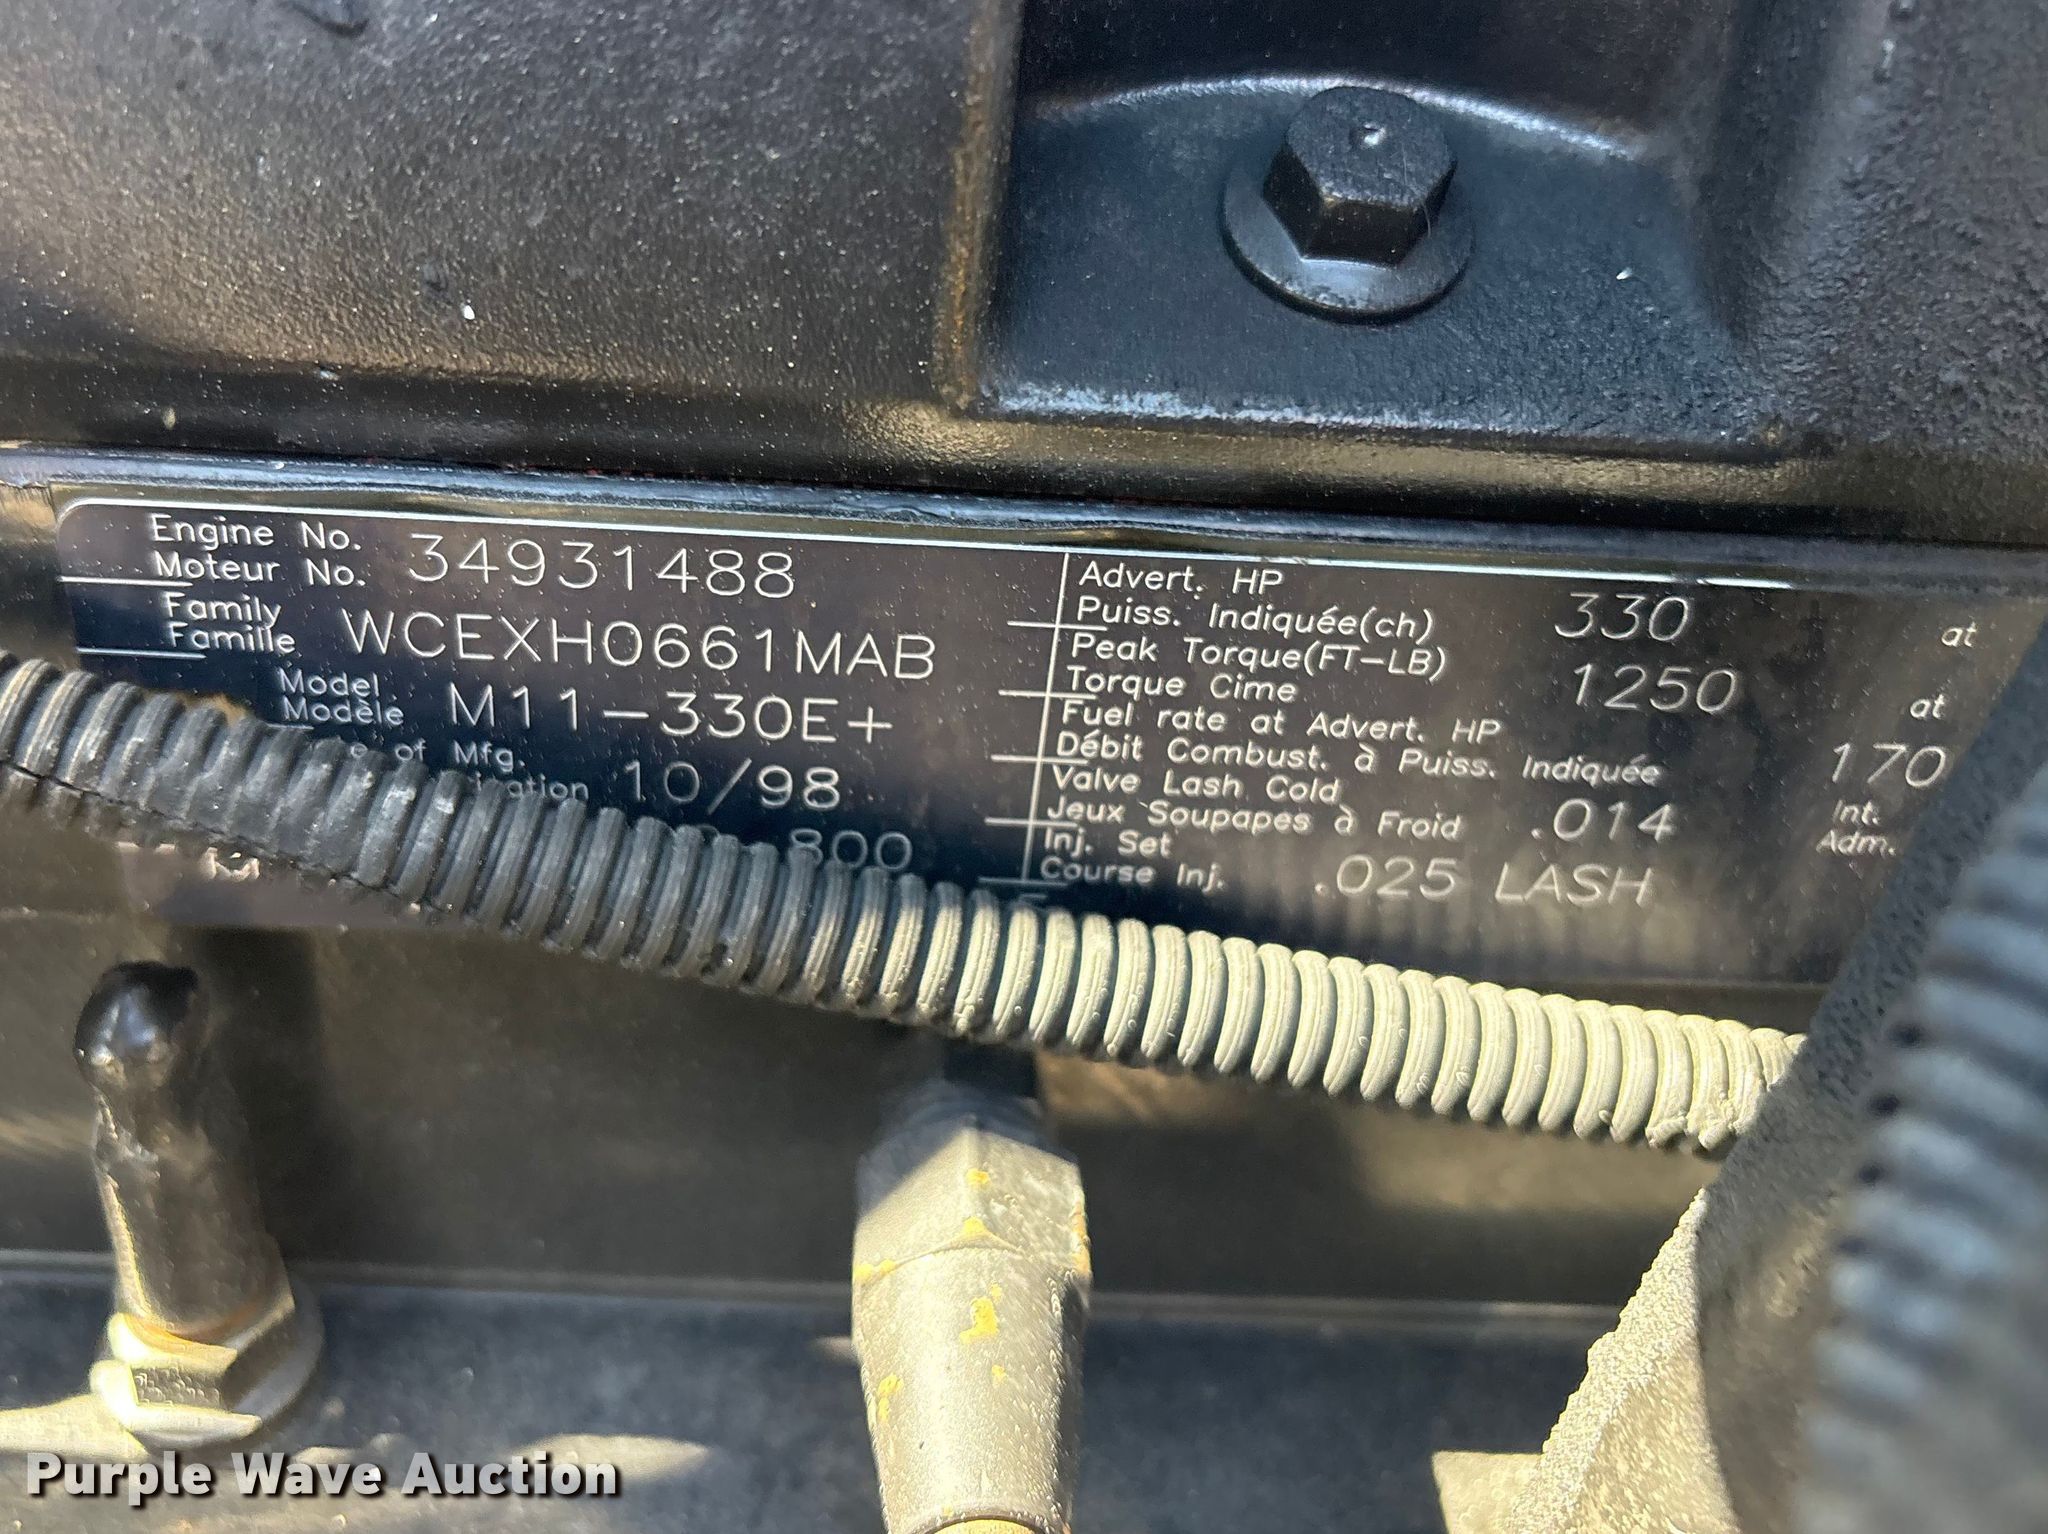 Engine No.
Moteur No. 34931488
Family
Famille WCEXH0661MAB
Model
Modèle M11-330E+
of Mfg.
10/98
800
Advert. HP
Puiss. Indiquée(ch) 330 at
Peak Torque(FT-LB)
Torque Cime 1250 at
Fuel rate at Advert. HP
Débit Combust. à Puiss. Indiquée 170
Valve Lash Cold
Jeux Soupapes à Froid .014 Int.
Adm.
Inj. Set
Course Inj. .025 LASH
Purple Wave Auction